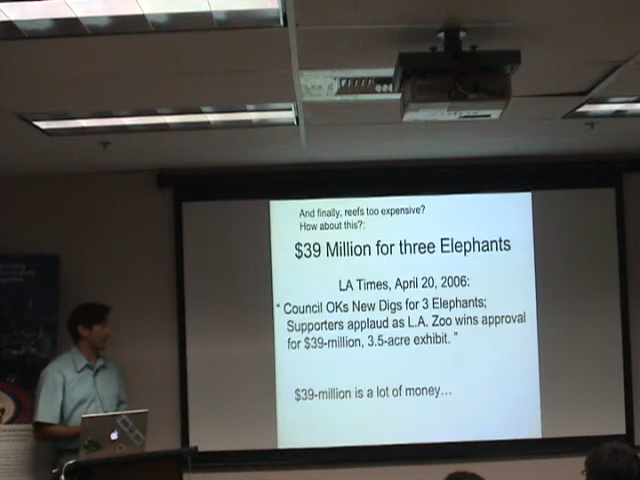 And finally, reefs too expensive?
How about this?:
$39 Million for three Elephants
LA Times, April 20, 2006:
“ Council OKs New Digs for 3 Elephants;
Supporters applaud as L.A. Zoo wins approval
for $39-million, 3.5-acre exhibit. ”
$39-million is a lot of money…